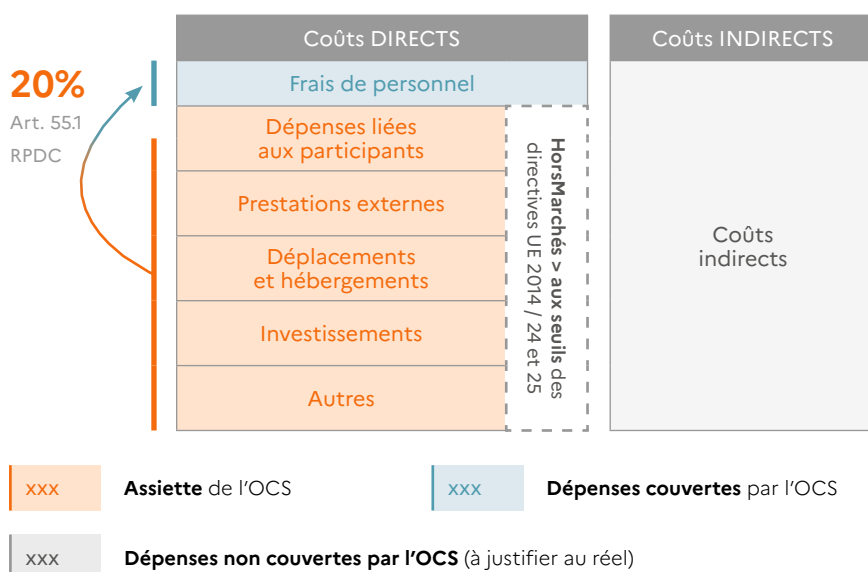 Coûts DIRECTS
Coûts INDIRECTS
20%
Art. 55.1
RPDC
Frais de personnel
Dépenses liées
aux participants
Prestations externes
Déplacements
et hébergements
Investissements
Autres
HorsMarchés > aux seuils des
directives UE 2014 / 24 et 25
Coûts
indirects
xxx Assiette de l'OCS
xxx Dépenses couvertes par l'OCS
xxx Dépenses non couvertes par l'OCS (à justifier au réel)